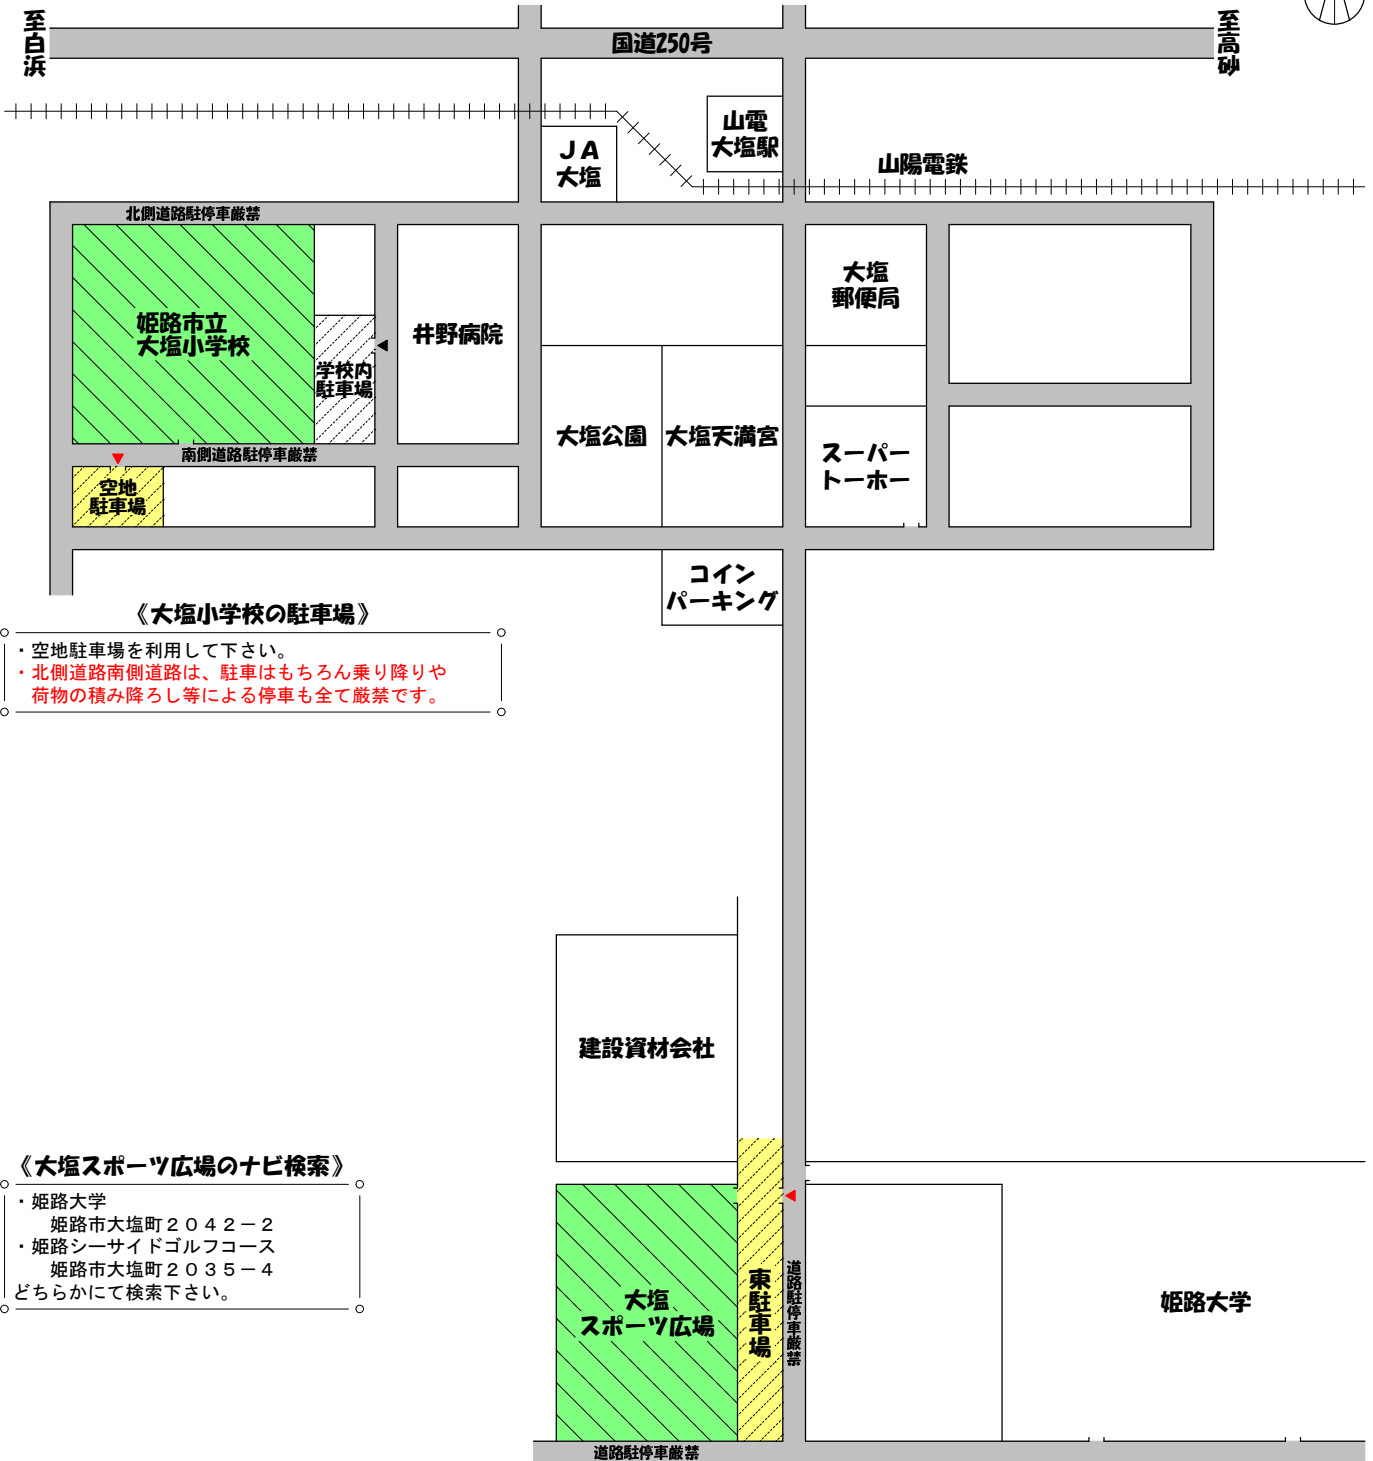 至白浜
国道250号
至高砂
山電
大塩駅
JA
大塩
山陽電鉄
北側道路駐停車厳禁
姫路市立
大塩小学校
学校内
駐車場
井野病院
大塩
郵便局
大塩公園
大塩天満宮
スーパー
トーホー
南側道路駐停車厳禁
空地
駐車場
コイン
パーキング
《大塩小学校の駐車場》
・空地駐車場を利用して下さい。
・北側道路南側道路は、駐車はもちろん乗り降りや
荷物の積み降ろし等による停車も全て厳禁です。
建設資材会社
《大塩スポーツ広場のナビ検索》
・姫路大学
姫路市大塩町2042-2
・姫路シーサイドゴルフコース
姫路市大塩町2035-4
どちらかにて検索下さい。
大塩
スポーツ広場
東駐車場
道路駐停車厳禁
姫路大学
道路駐停車厳禁